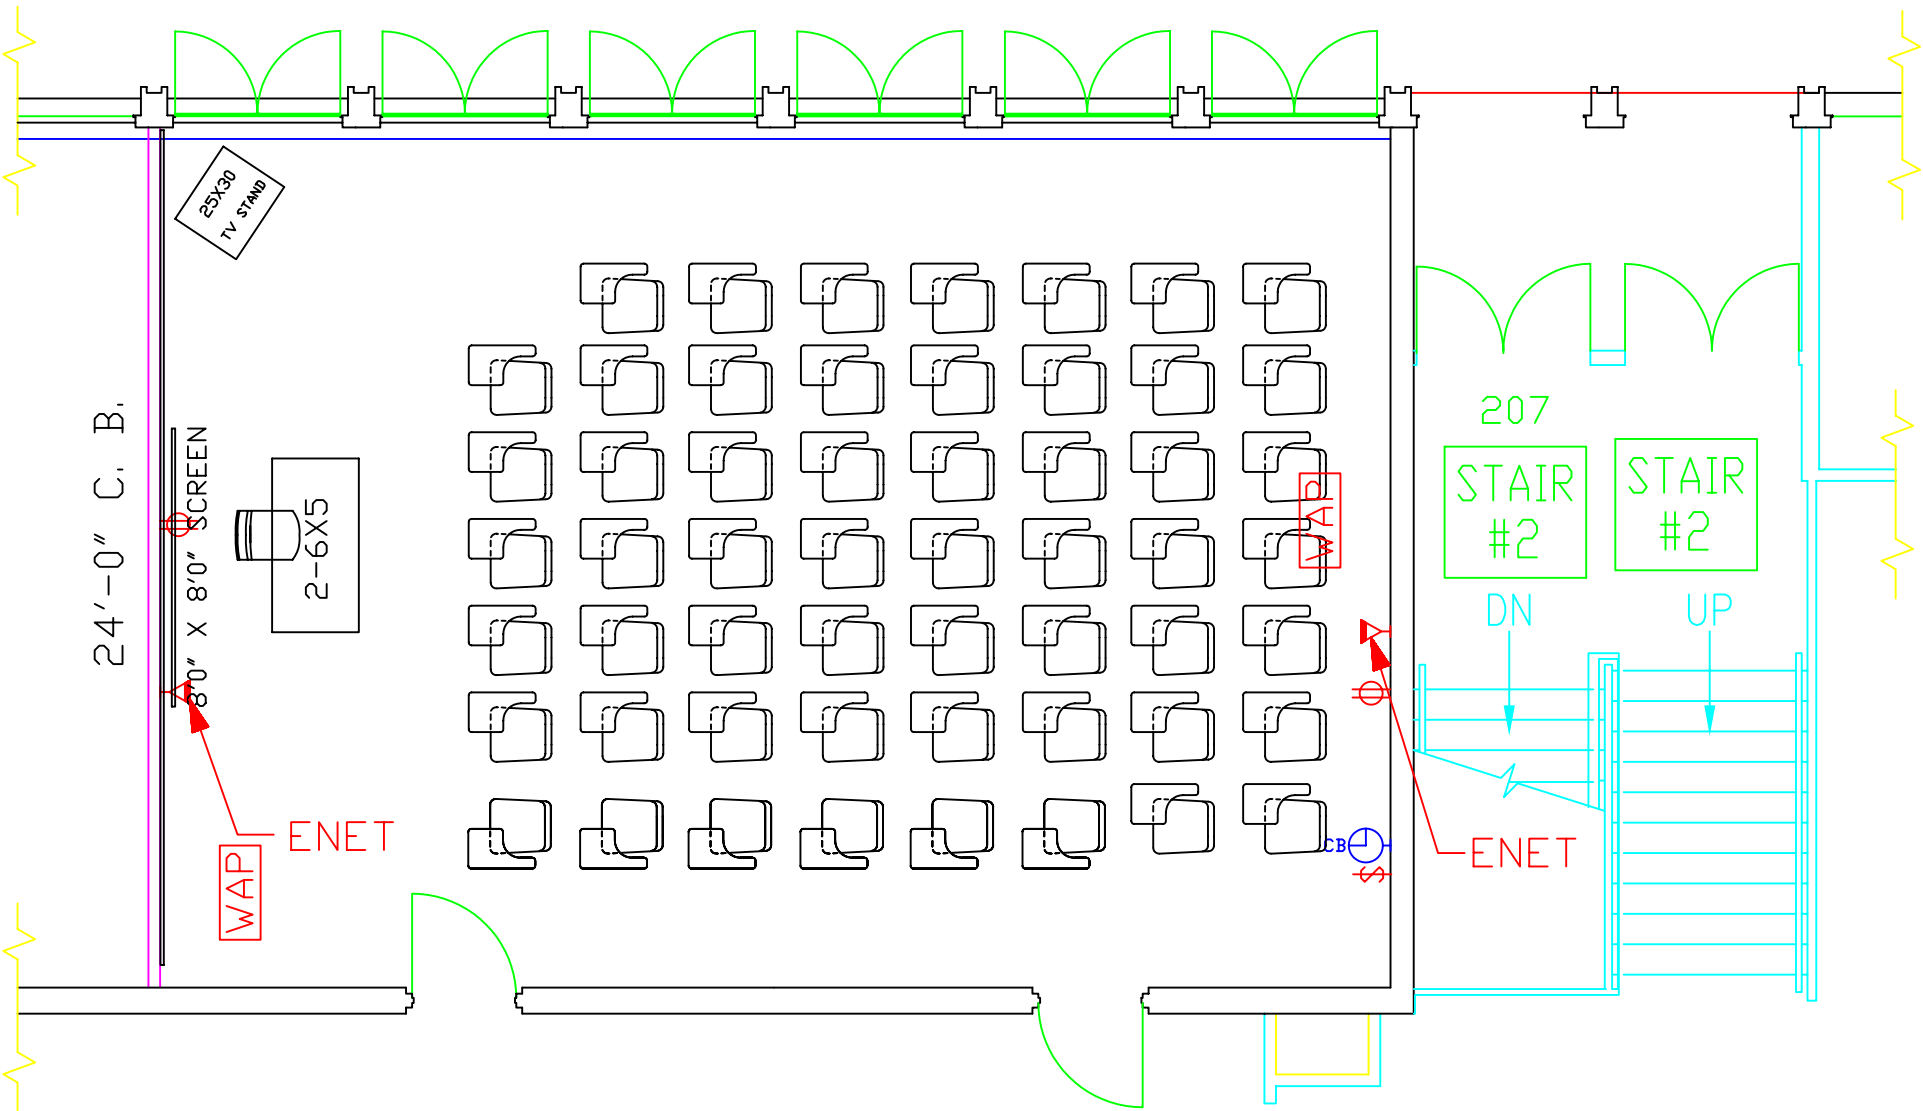 25X30
TV STAND
24'-0" C. B.
8'0" X 8'0" SCREEN
2-6X5
WAP
ENET
WAP
ENET
CB
$
207
STAIR
#2
STAIR
#2
DN
UP